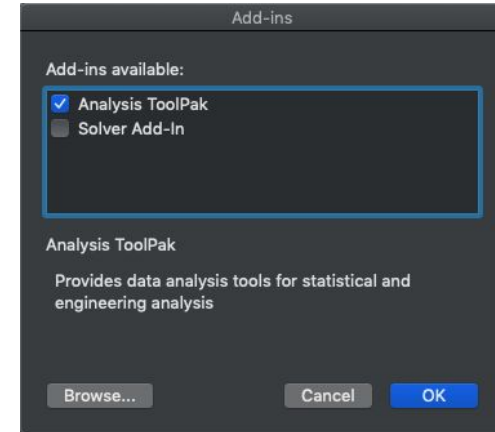 Add-ins
Add-ins available:
Analysis ToolPak
Solver Add-In
Analysis ToolPak
Provides data analysis tools for statistical and
engineering analysis
Browse... Cancel OK